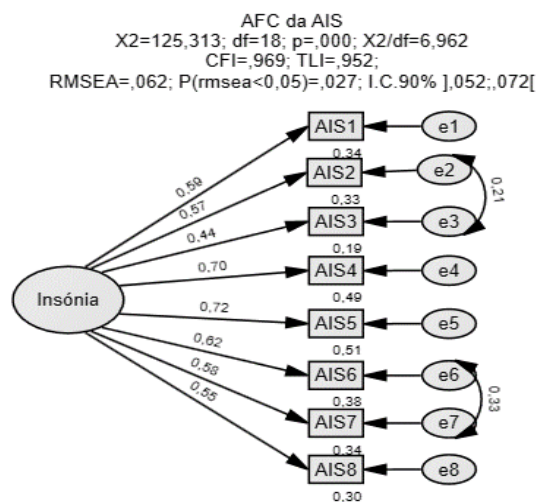 AFC da AIS
X2=125,313; df=18; p=,000; X2/df=6,962
CFI=,969; TLI=,952;
RMSEA=,062; P(rmsea<0,05)=,027; I.C.90% ],052;,072[
AIS1
e1
0,34
0,59
AIS2
e2
0,33
0,57
0,21
AIS3
e3
0,19
0,44
AIS4
e4
0,49
0,70
Insónia
AIS5
e5
0,51
0,72
AIS6
e6
0,38
0,62
0,33
AIS7
e7
0,34
0,58
AIS8
e8
0,30
0,55